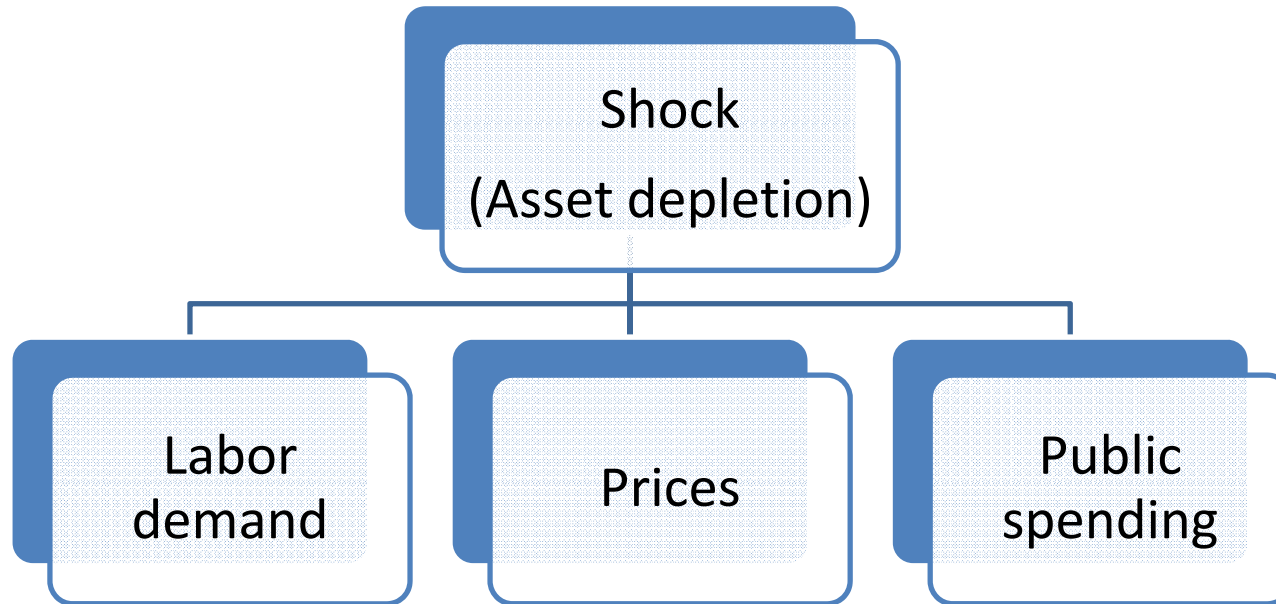 Shock
(Asset depletion)
Labor
demand
Prices
Public
spending